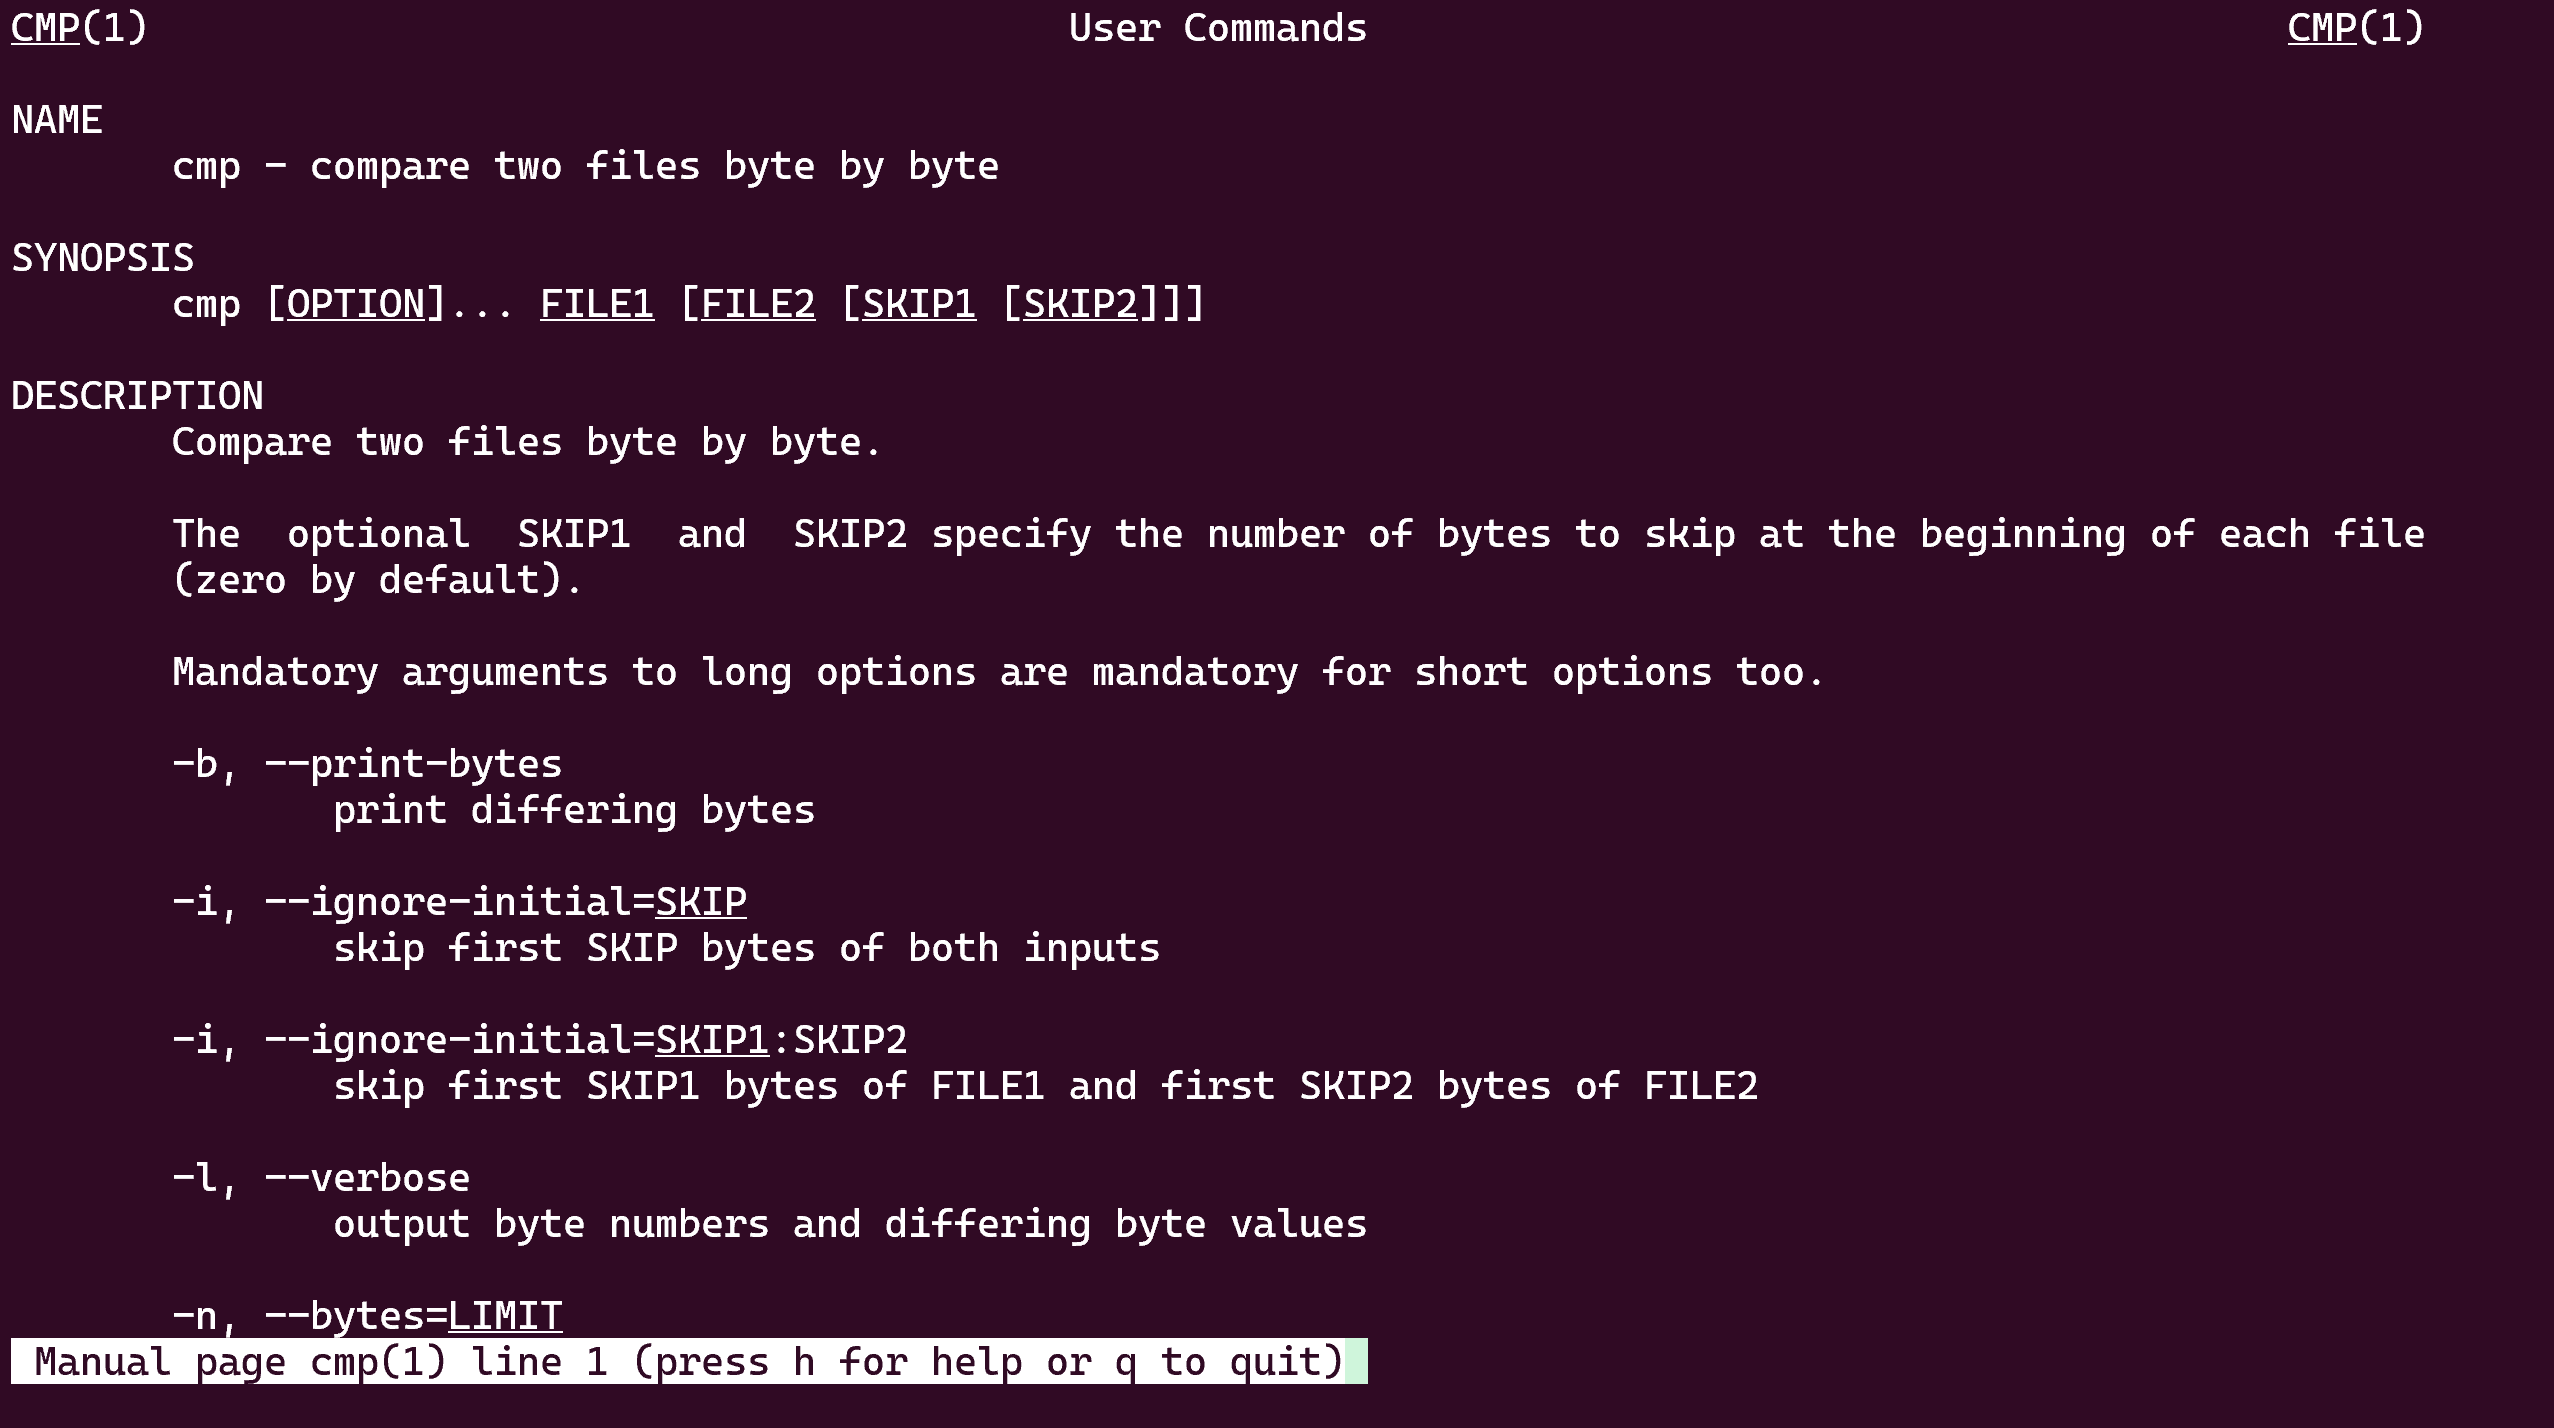 CMP(1) User Commands CMP(1)
NAME
cmp - compare two files byte by byte
SYNOPSIS
cmp [OPTION]... FILE1 [FILE2 [SKIP1 [SKIP2]]]
DESCRIPTION
Compare two files byte by byte.
The optional SKIP1 and SKIP2 specify the number of bytes to skip at the beginning of each file
(zero by default).
Mandatory arguments to long options are mandatory for short options too.
-b, --print-bytes
print differing bytes
-i, --ignore-initial=SKIP
skip first SKIP bytes of both inputs
-i, --ignore-initial=SKIP1:SKIP2
skip first SKIP1 bytes of FILE1 and first SKIP2 bytes of FILE2
-l, --verbose
output byte numbers and differing byte values
-n, --bytes=LIMIT
Manual page cmp(1) line 1 (press h for help or q to quit)